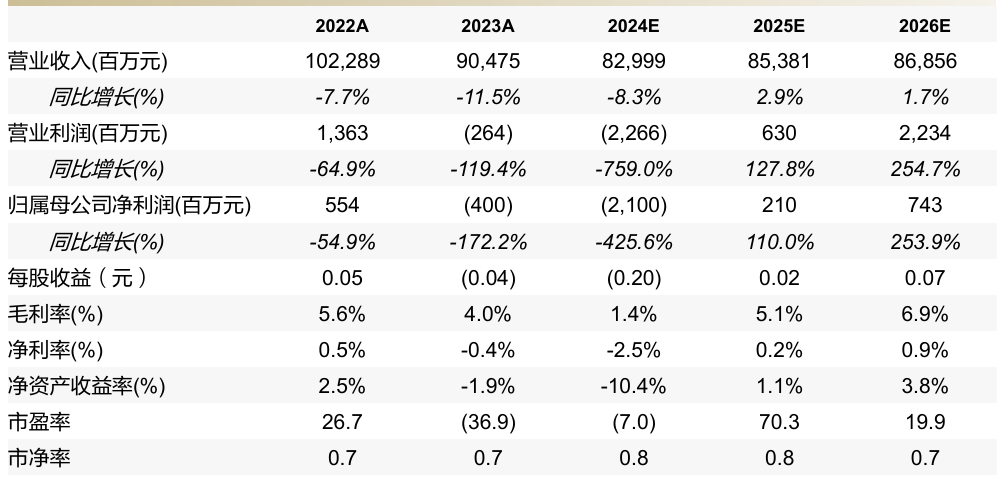 2022A 2023A 2024E 2025E 2026E
营业收入(百万元) 102,289 90,475 82,999 85,381 86,856
同比增长(%) -7.7% -11.5% -8.3% 2.9% 1.7%
营业利润(百万元) 1,363 (264) (2,266) 630 2,234
同比增长(%) -64.9% -119.4% -759.0% 127.8% 254.7%
归属母公司净利润(百万元) 554 (400) (2,100) 210 743
同比增长(%) -54.9% -172.2% -425.6% 110.0% 253.9%
每股收益（元） 0.05 (0.04) (0.20) 0.02 0.07
毛利率(%) 5.6% 4.0% 1.4% 5.1% 6.9%
净利率(%) 0.5% -0.4% -2.5% 0.2% 0.9%
净资产收益率(%) 2.5% -1.9% -10.4% 1.1% 3.8%
市盈率 26.7 (36.9) (7.0) 70.3 19.9
市净率 0.7 0.7 0.8 0.8 0.7